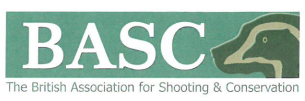 BASC
The British Association for Shooting & Conservation